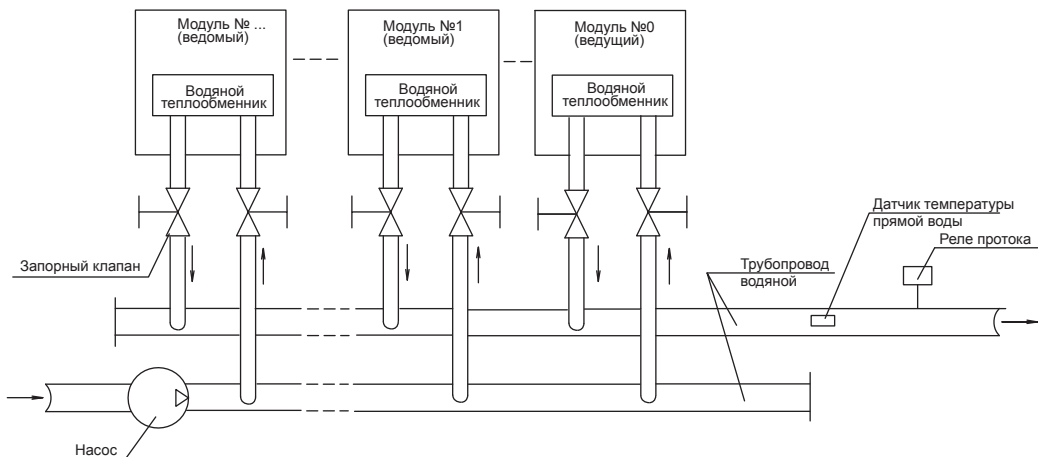 Модуль № ...
(ведомый)
Модуль №1
(ведомый)
Модуль №0
(ведущий)
Водяной
теплообменник
Водяной
теплообменник
Водяной
теплообменник
Датчик температуры
прямой воды
Реле протока
Запорный клапан
Трубопровод
водяной
Насос